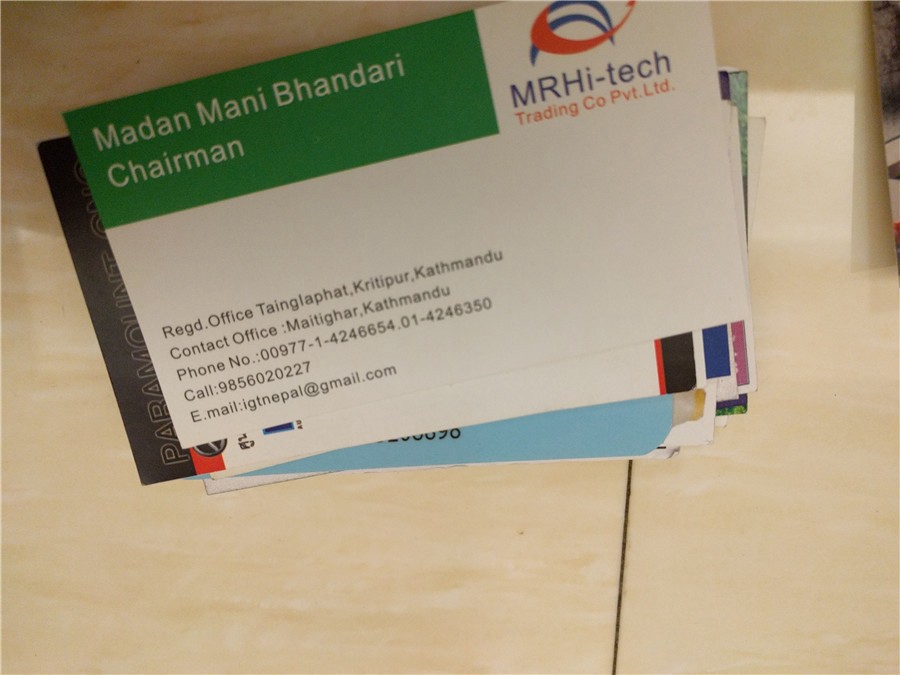 Madan Mani Bhandari
Chairman
MRHi-tech
Trading Co Pvt.Ltd.
Regd.Office Tainglaphat,Kritipur,Kathmandu
Contact Office :Maitighar,Kathmandu
Phone No.:00977-1-4246654,01-4246350
Call:9856020227
E.mail:igtnepal@gmail.com
PARAMOUNT